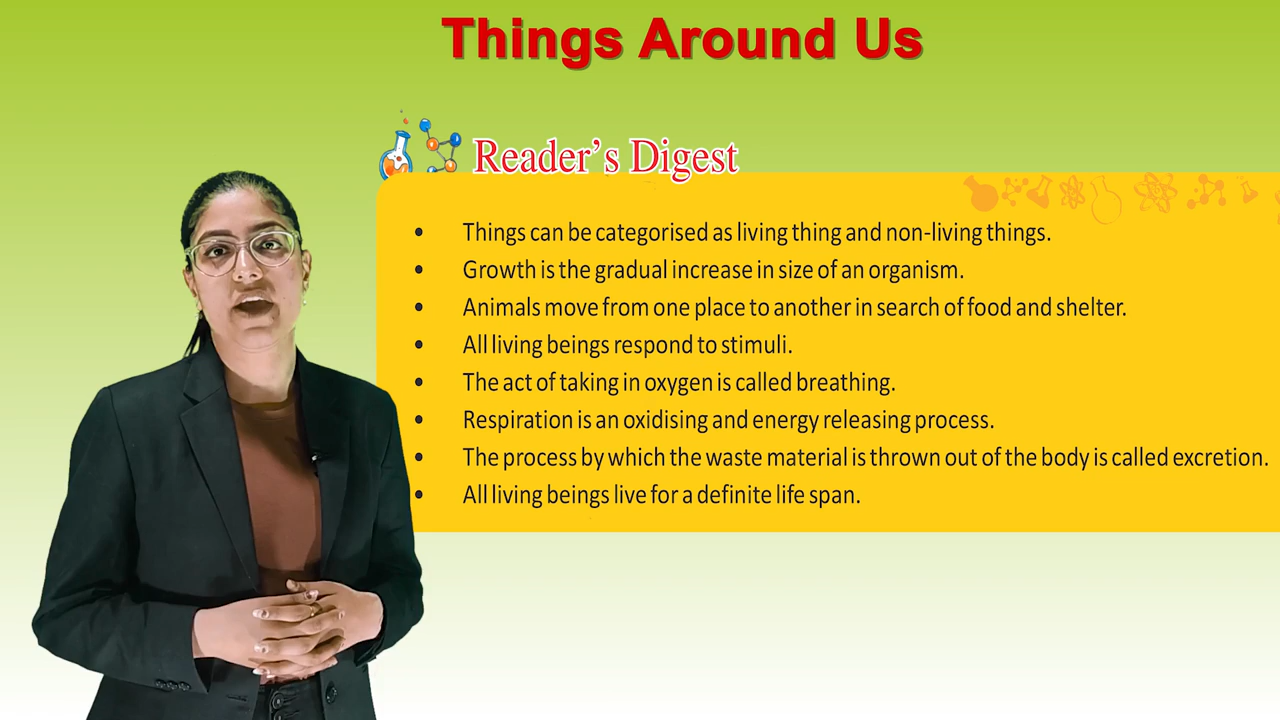 Things Around Us
Reader's Digest
• Things can be categorised as living thing and non-living things.
• Growth is the gradual increase in size of an organism.
• Animals move from one place to another in search of food and shelter.
• All living beings respond to stimuli.
• The act of taking in oxygen is called breathing.
• Respiration is an oxidising and energy releasing process.
• The process by which the waste material is thrown out of the body is called excretion.
• All living beings live for a definite life span.